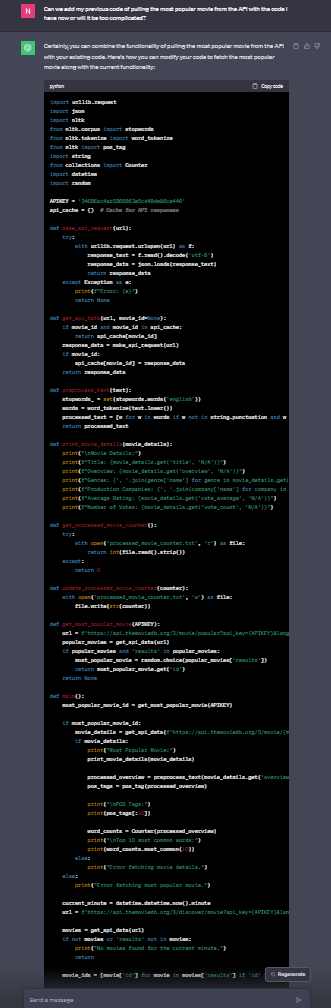 N
Can we add my previous code of pulling the most popular movie from the API with the code I
have now or will it be too complicated?
Certainly, you can combine the functionality of pulling the most popular movie from the API
with your existing code. Here's how you can modify your code to fetch the most popular
movie along with the current functionality:
python
Copy code
import urllib.request
import json
import nltk
from nltk.corpus import stopwords
from nltk.tokenize import word_tokenize
from nltk import pos_tag
import string
from collections import Counter
import datetime
import random
APIKEY =
api_cache = {}  # Cache for API responses
def make_api_request(url):
try:
with urllib.request.urlopen(url) as f:
response_text = f.read().decode('utf-8')
response_data = json.loads(response_text)
return response_data
except Exception as e:
print(f"Error: {e}")
return None
def get_api_data(url, movie_id=None):
if movie_id and movie_id in api_cache:
return api_cache[movie_id]
response_data = make_api_request(url)
if movie_id:
api_cache[movie_id] = response_data
return response_data
def preprocess_text(text):
stopwords_ = set(stopwords.words('english'))
words = word_tokenize(text.lower())
processed_text = [w for w in words if w not in string.punctuation and w
return processed_text
def print_movie_details(movie_details):
print("\nMovie Details:")
print(f"Title: {movie_details.get('title', 'N/A')}")
print(f"Overview: {movie_details.get('overview', 'N/A')}")
print(f"Genres: {', '.join(genre['name'] for genre in movie_details.get(
print(f"Production Companies: {', '.join(company['name'] for company in
print(f"Average Rating: {movie_details.get('vote_average', 'N/A')}")
print(f"Number of Votes: {movie_details.get('vote_count', 'N/A')}")
def get_processed_movie_counter():
try:
with open('processed_movie_counter.txt', 'r') as file:
return int(file.read().strip())
except:
return 0
def update_processed_movie_counter(counter):
with open('processed_movie_counter.txt', 'w') as file:
file.write(str(counter))
def get_most_popular_movie(APIKEY):
url = f'https://api.themoviedb.org/3/movie/popular?api_key={APIKEY}&lang
popular_movies = get_api_data(url)
if popular_movies and 'results' in popular_movies:
most_popular_movie = random.choice(popular_movies['results'])
return most_popular_movie.get('id')
return None
def main():
most_popular_movie_id = get_most_popular_movie(APIKEY)
if most_popular_movie_id:
movie_details = get_api_data(f'https://api.themoviedb.org/3/movie/{m
if movie_details:
print("Most Popular Movie:")
print_movie_details(movie_details)
processed_overview = preprocess_text(movie_details.get('overview
pos_tags = pos_tag(processed_overview)
print("\nPOS Tags:")
print(pos_tags[:10])
word_counts = Counter(processed_overview)
print("\nTop 10 most common words:")
print(word_counts.most_common(10))
else:
print("Error fetching movie details.")
else:
print("Error fetching most popular movie.")
current_minute = datetime.datetime.now().minute
url = f'https://api.themoviedb.org/3/discover/movie?api_key={APIKEY}&lan
movies = get_api_data(url)
if not movies or 'results' not in movies:
print("No movies found for the current minute.")
return
movie_ids = [movie['id'] for movie in movies['results'] if 'id'
Regenerate
Send a message